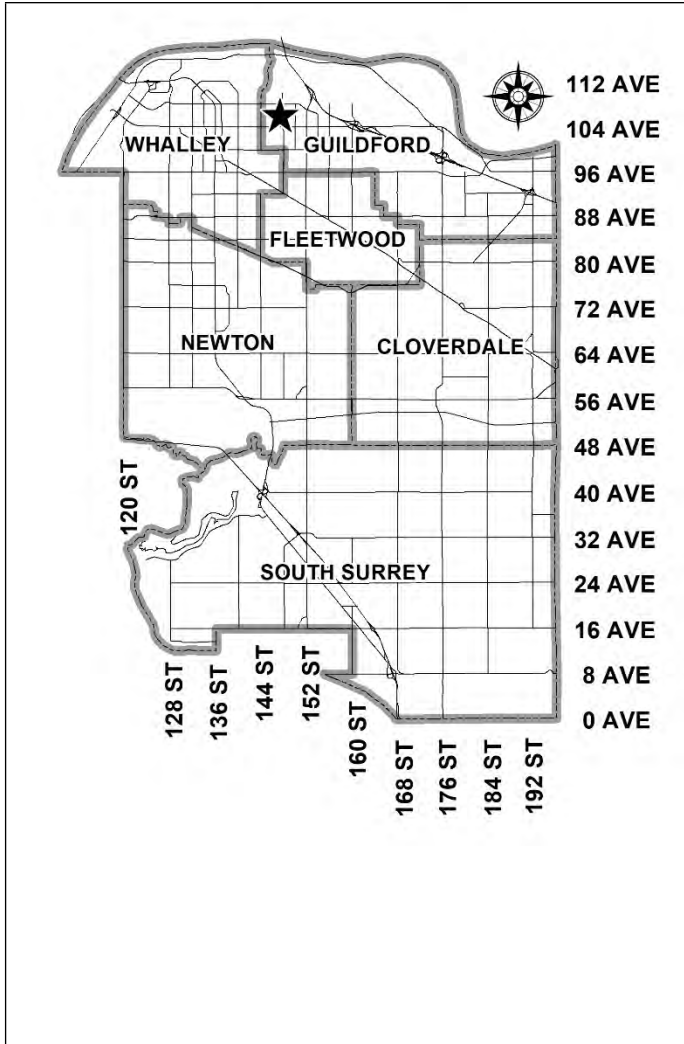 112 AVE
104 AVE
WHALLEY
GUILDFORD
96 AVE
88 AVE
FLEETWOOD
80 AVE
72 AVE
NEWTON
CLOVERDALE
64 AVE
56 AVE
48 AVE
120 ST
40 AVE
32 AVE
SOUTH SURREY
24 AVE
16 AVE
8 AVE
0 AVE
128 ST
136 ST
144 ST
152 ST
160 ST
168 ST
176 ST
184 ST
192 ST